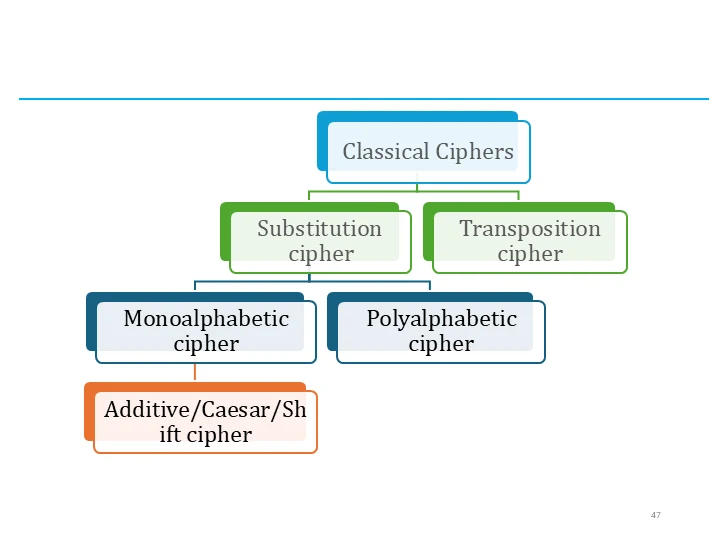 Classical Ciphers
Substitution
cipher
Transposition
cipher
Monoalphabetic
cipher
Polyalphabetic
cipher
Additive/Caesar/Sh
ift cipher
47